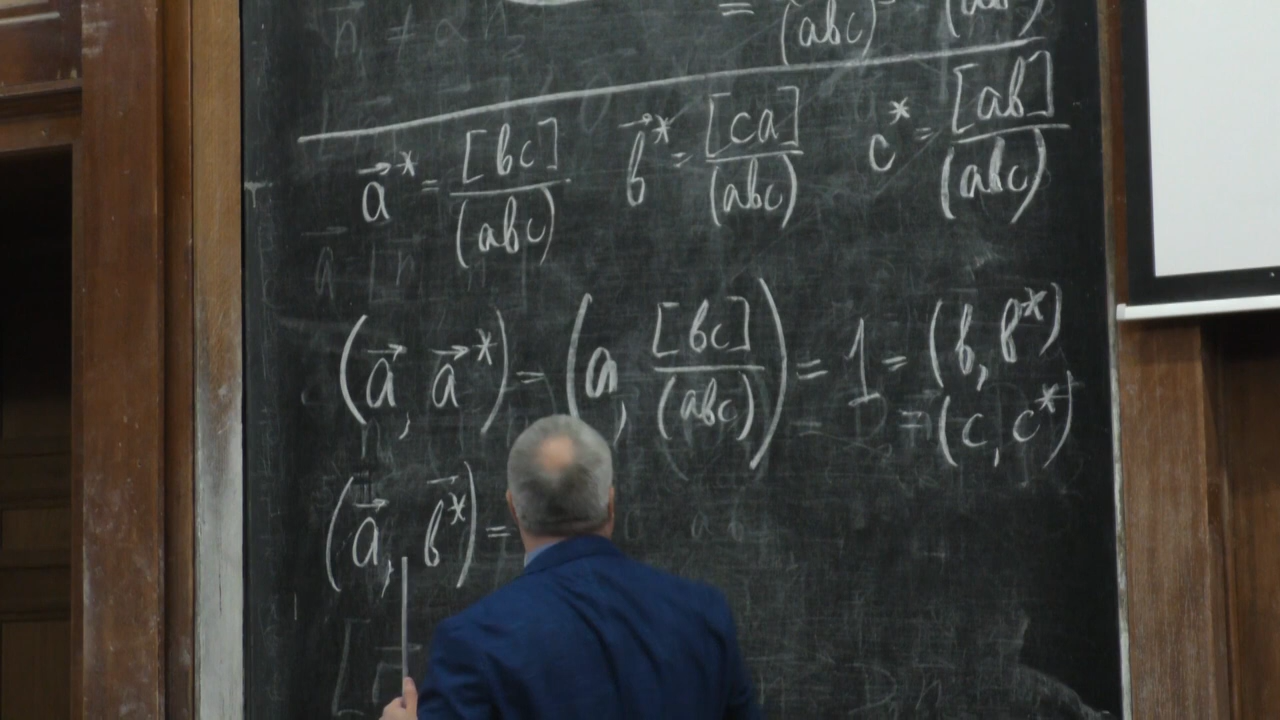 = (abc)
a⃗* = [bc]/(abc) b⃗* = [ca]/(abc) c* = [ab]/(abc)
(a⃗, a⃗*) = (a, [bc]/(abc)) = 1 = (b, b*)
= (c, c*)
(a⃗, b⃗*) =